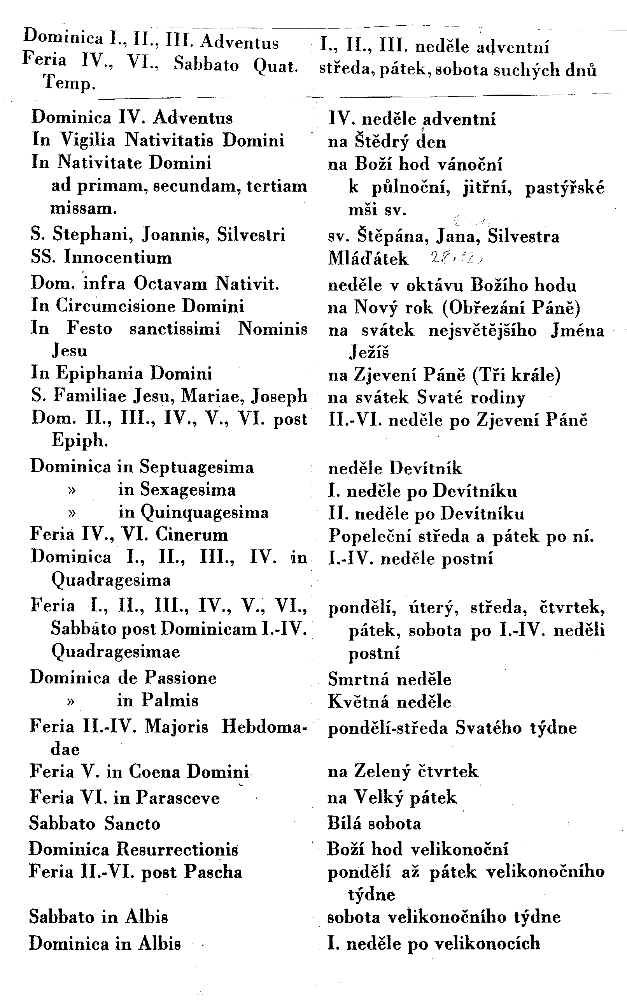 Dominica I., II., III. Adventus
I., II., III. neděle adventní
Feria IV., VI., Sabbato Quat.
středa, pátek, sobota suchých dnů
Temp.
Dominica IV. Adventus
IV. neděle adventní
In Vigilia Nativitatis Domini
na Štědrý den
In Nativitate Domini
na Boží hod vánoční
ad primam, secundam, tertiam
k půlnoční, jitřní, pastýřské
missam.
mši sv.
S. Stephani, Joannis, Silvestri
sv. Štěpána, Jana, Silvestra
SS. Innocentium
Mláďátek 28.12.
Dom. infra Octavam Nativit.
neděle v oktávu Božího hodu
In Circumcisione Domini
na Nový rok (Obřezání Páně)
In Festo sanctissimi Nominis
na svátek nejsvětějšího Jména
Jesu
Ježíš
In Epiphania Domini
na Zjevení Páně (Tři krále)
S. Familiae Jesu, Mariae, Joseph
na svátek Svaté rodiny
Dom. II., III., IV., V., VI. post
II.-VI. neděle po Zjevení Páně
Epiph.
Dominica in Septuagesima
neděle Devítník
» in Sexagesima
I. neděle po Devítníku
» in Quinquagesima
II. neděle po Devítníku
Feria IV., VI. Cinerum
Popeleční středa a pátek po ní.
Dominica I., II., III., IV. in
I.-IV. neděle postní
Quadragesima
Feria I., II., III., IV., V., VI.,
pondělí, úterý, středa, čtvrtek,
Sabbato post Dominicam I.-IV.
pátek, sobota po I.-IV. neděli
Quadragesimae
postní
Dominica de Passione
Smrtná neděle
» in Palmis
Květná neděle
Feria II.-IV. Majoris Hebdoma-
pondělí-středa Svatého týdne
dae
Feria V. in Coena Domini
na Zelený čtvrtek
Feria VI. in Parasceve
na Velký pátek
Sabbato Sancto
Bílá sobota
Dominica Resurrectionis
Boží hod velikonoční
Feria II.-VI. post Pascha
pondělí až pátek velikonočního
týdne
Sabbato in Albis
sobota velikonočního týdne
Dominica in Albis
I. neděle po velikonocích